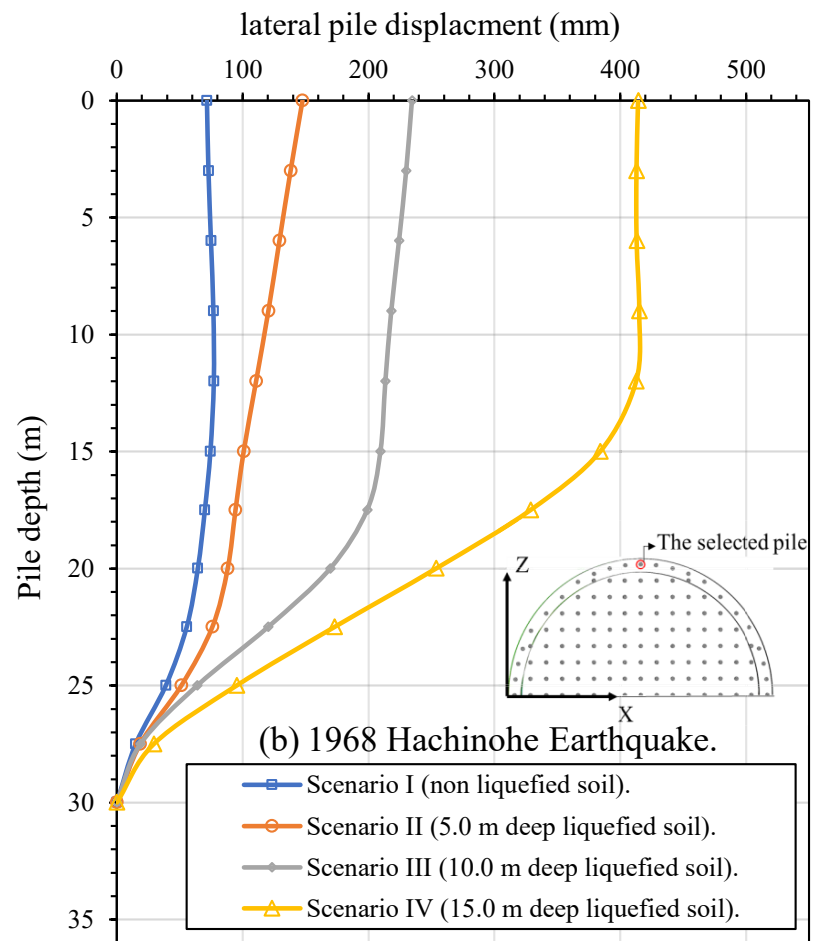 lateral pile displacment (mm)
0 100 200 300 400 500
0
5
10
15
20
25
30
35
Pile depth (m)
The selected pile
Z
X
(b) 1968 Hachinohe Earthquake.
Scenario I (non liquefied soil).
Scenario II (5.0 m deep liquefied soil).
Scenario III (10.0 m deep liquefied soil).
Scenario IV (15.0 m deep liquefied soil).